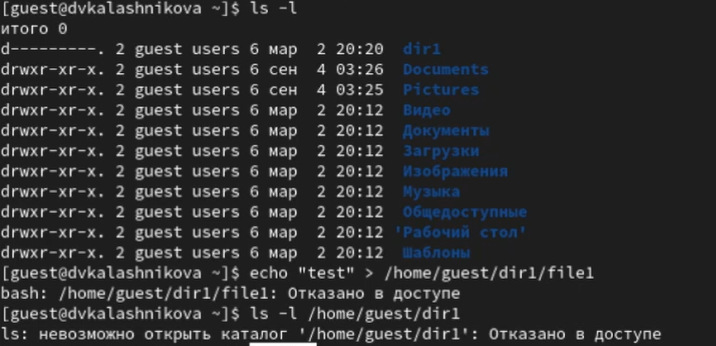 [guest@dvkalashnikova ~]$ ls -l
итого 0
d---------. 2 guest users 6 мар  2 20:20  dir1
drwxr-xr-x. 2 guest users 6 сен  4 03:26  Documents
drwxr-xr-x. 2 guest users 6 сен  4 03:25  Pictures
drwxr-xr-x. 2 guest users 6 мар  2 20:12  Видео
drwxr-xr-x. 2 guest users 6 мар  2 20:12  Документы
drwxr-xr-x. 2 guest users 6 мар  2 20:12  Загрузки
drwxr-xr-x. 2 guest users 6 мар  2 20:12  Изображения
drwxr-xr-x. 2 guest users 6 мар  2 20:12  Музыка
drwxr-xr-x. 2 guest users 6 мар  2 20:12  Общедоступные
drwxr-xr-x. 2 guest users 6 мар  2 20:12 'Рабочий стол'
drwxr-xr-x. 2 guest users 6 мар  2 20:12  Шаблоны
[guest@dvkalashnikova ~]$ echo "test" > /home/guest/dir1/file1
bash: /home/guest/dir1/file1: Отказано в доступе
[guest@dvkalashnikova ~]$ ls -l /home/guest/dir1
ls: невозможно открыть каталог '/home/guest/dir1': Отказано в доступе